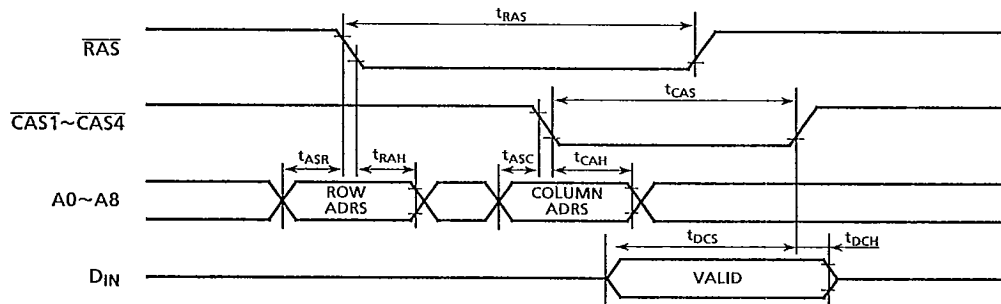 tRAS
RAS
tCAS
CAS1~CAS4
tASR tRAH tASC tCAH
A0~A8 ROW ADRS COLUMN ADRS
tDCS tDCH
DIN VALID